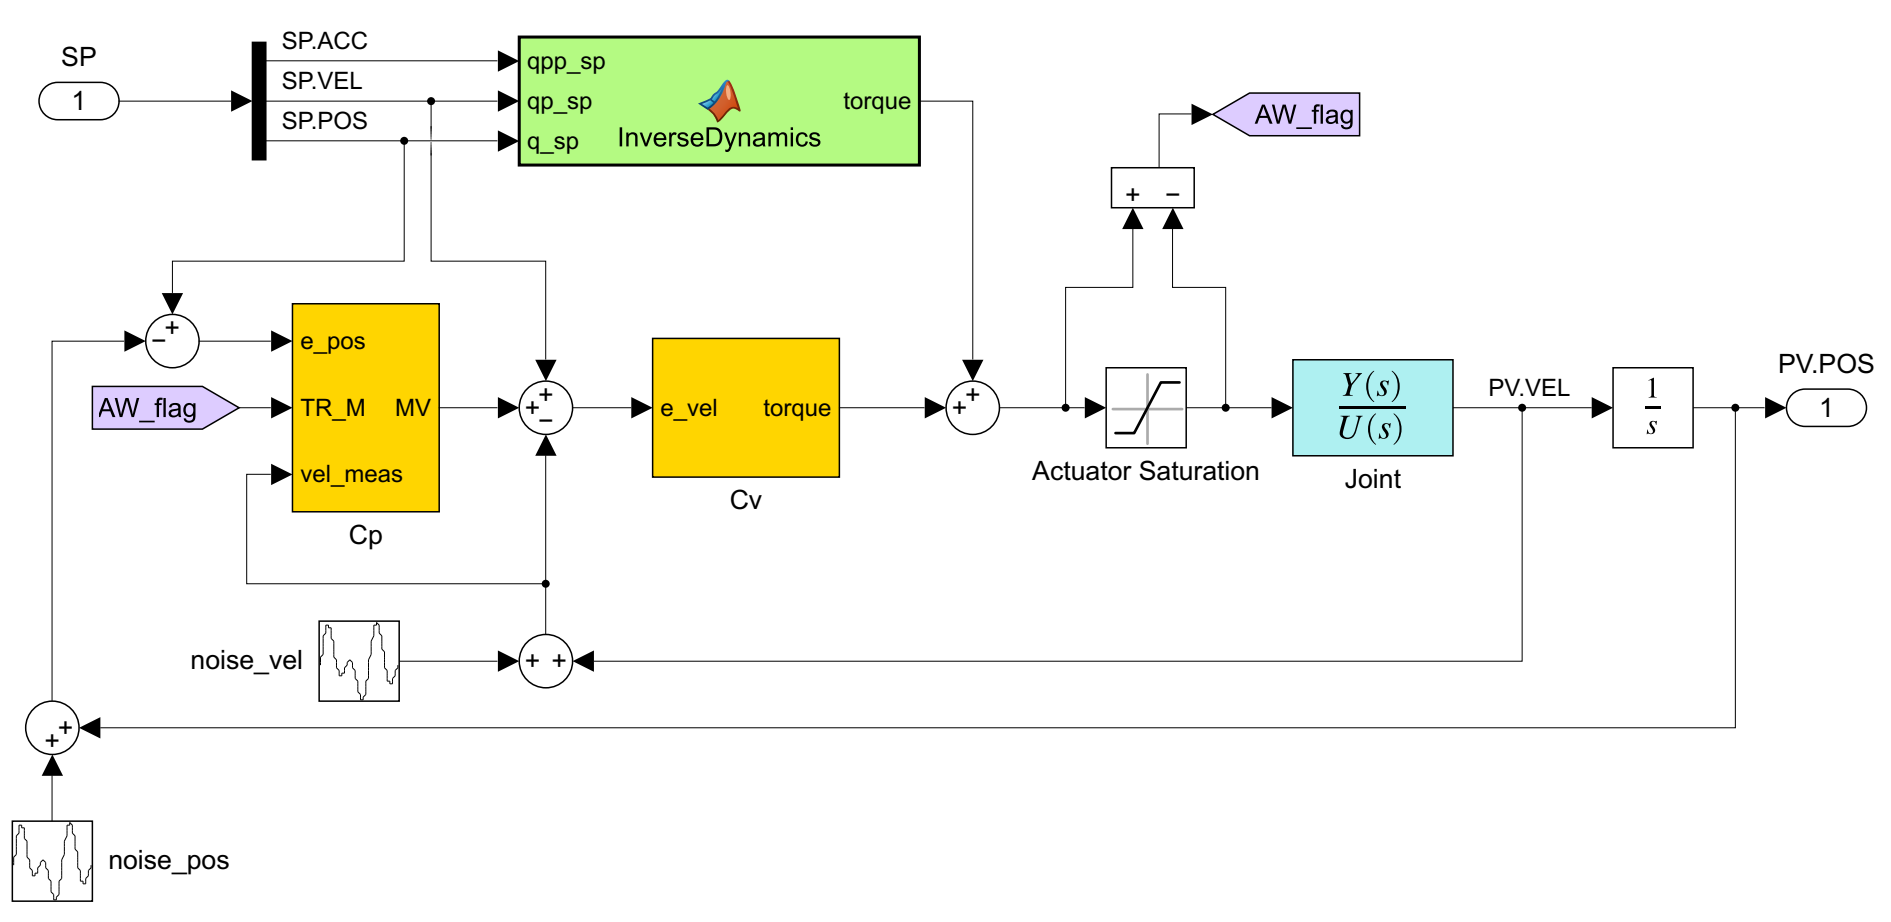 SP
1
SP.ACC
SP.VEL
SP.POS
qpp_sp
qp_sp
q_sp
torque
InverseDynamics
AW_flag
+ −
+
−
e_pos
AW_flag
TR_M
MV
vel_meas
Cp
+
+
−
e_vel
torque
Cv
+
+
Actuator Saturation
Y(s)
U(s)
Joint
PV.VEL
1
s
PV.POS
1
noise_vel
+ +
+
+
noise_pos